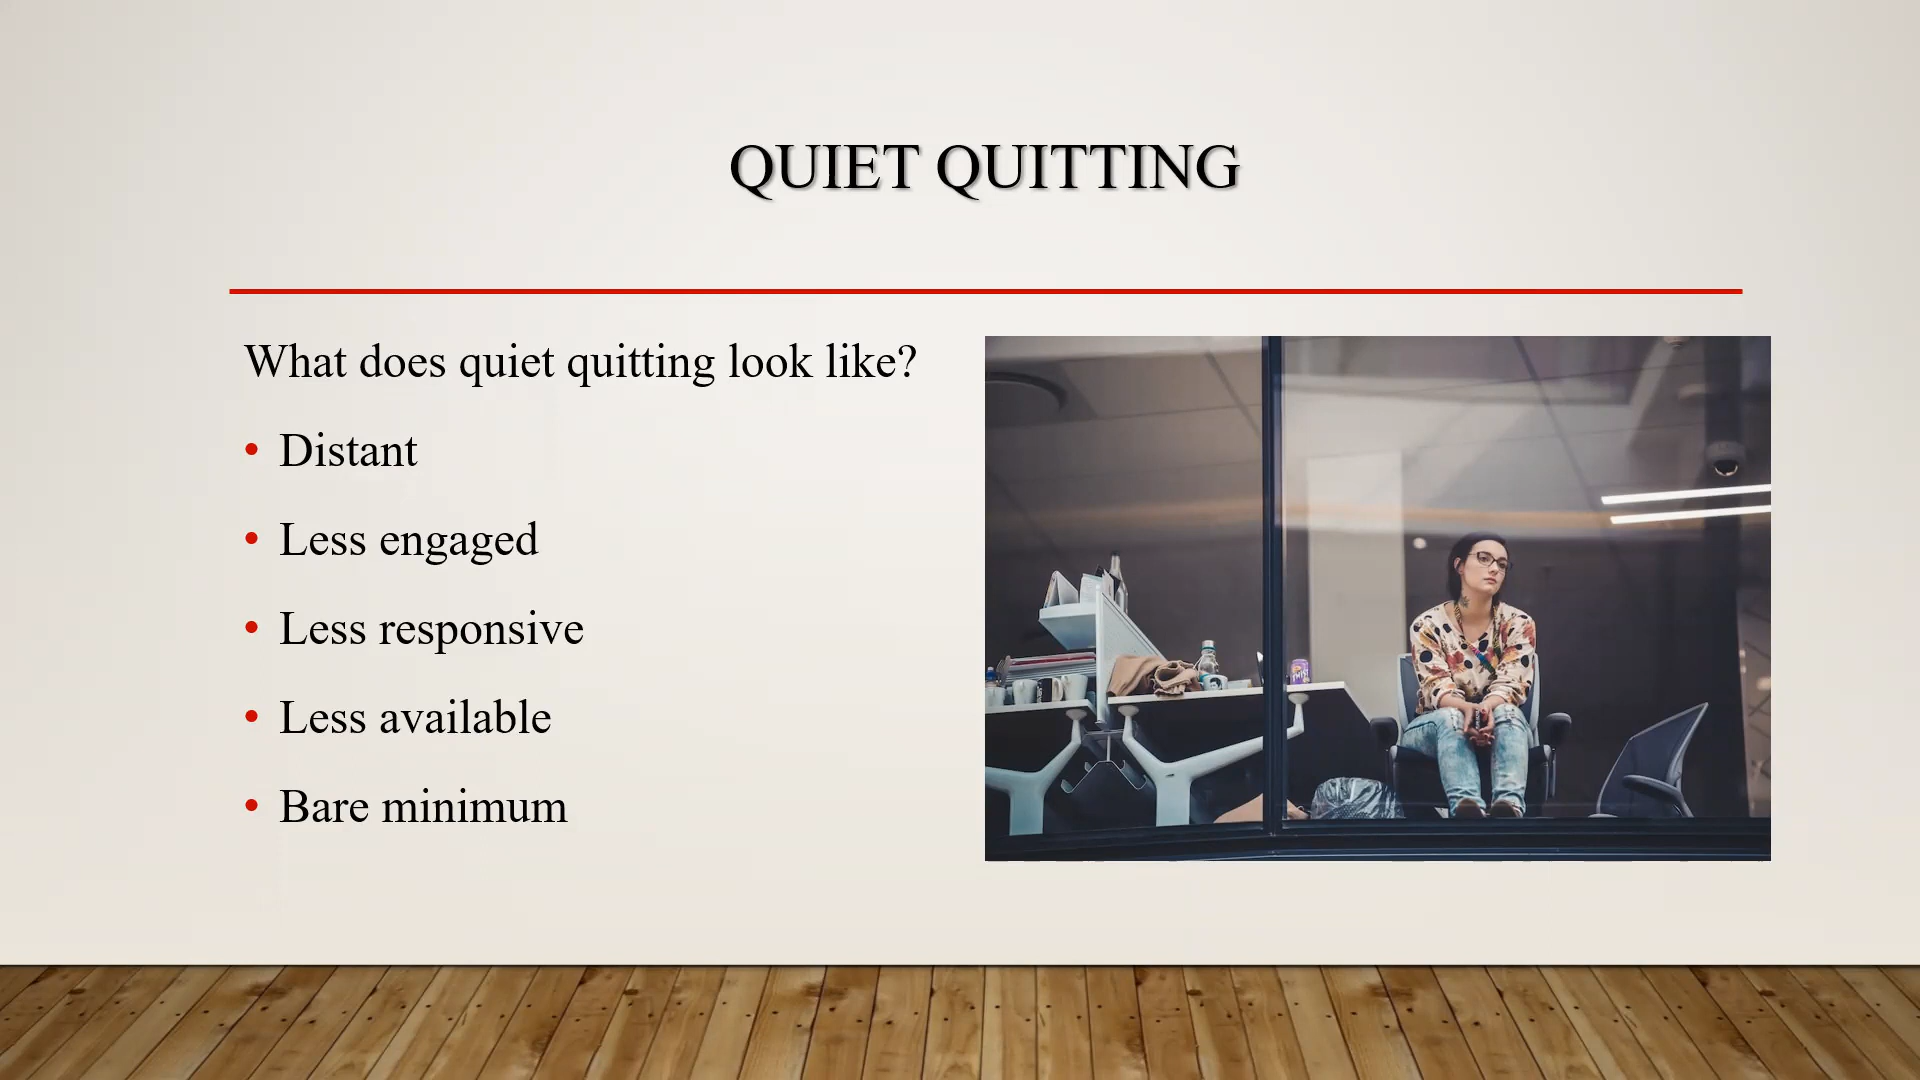 QUIET QUITTING
What does quiet quitting look like?
• Distant
• Less engaged
• Less responsive
• Less available
• Bare minimum